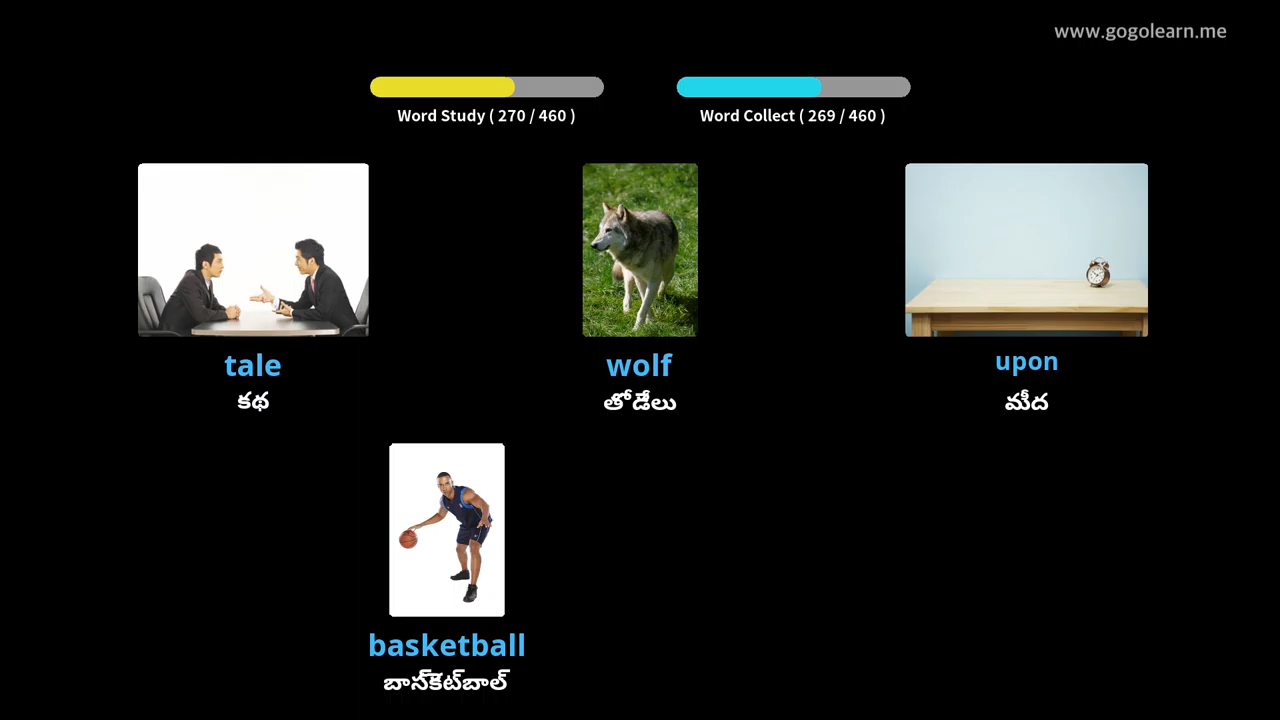 www.gogolearn.me
Word Study ( 270 / 460 )
Word Collect ( 269 / 460 )
tale
కథ
wolf
తోడేలు
upon
మీద
basketball
బాస్కెట్‌బాల్